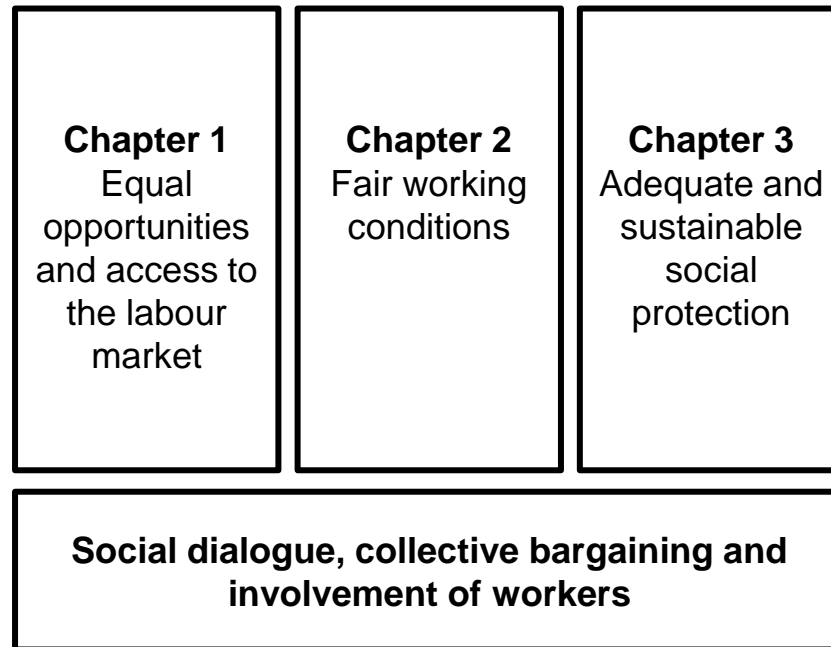 Chapter 1
Equal
opportunities
and access to
the labour
market
Chapter 2
Fair working
conditions
Chapter 3
Adequate and
sustainable
social
protection
Social dialogue, collective bargaining and
involvement of workers